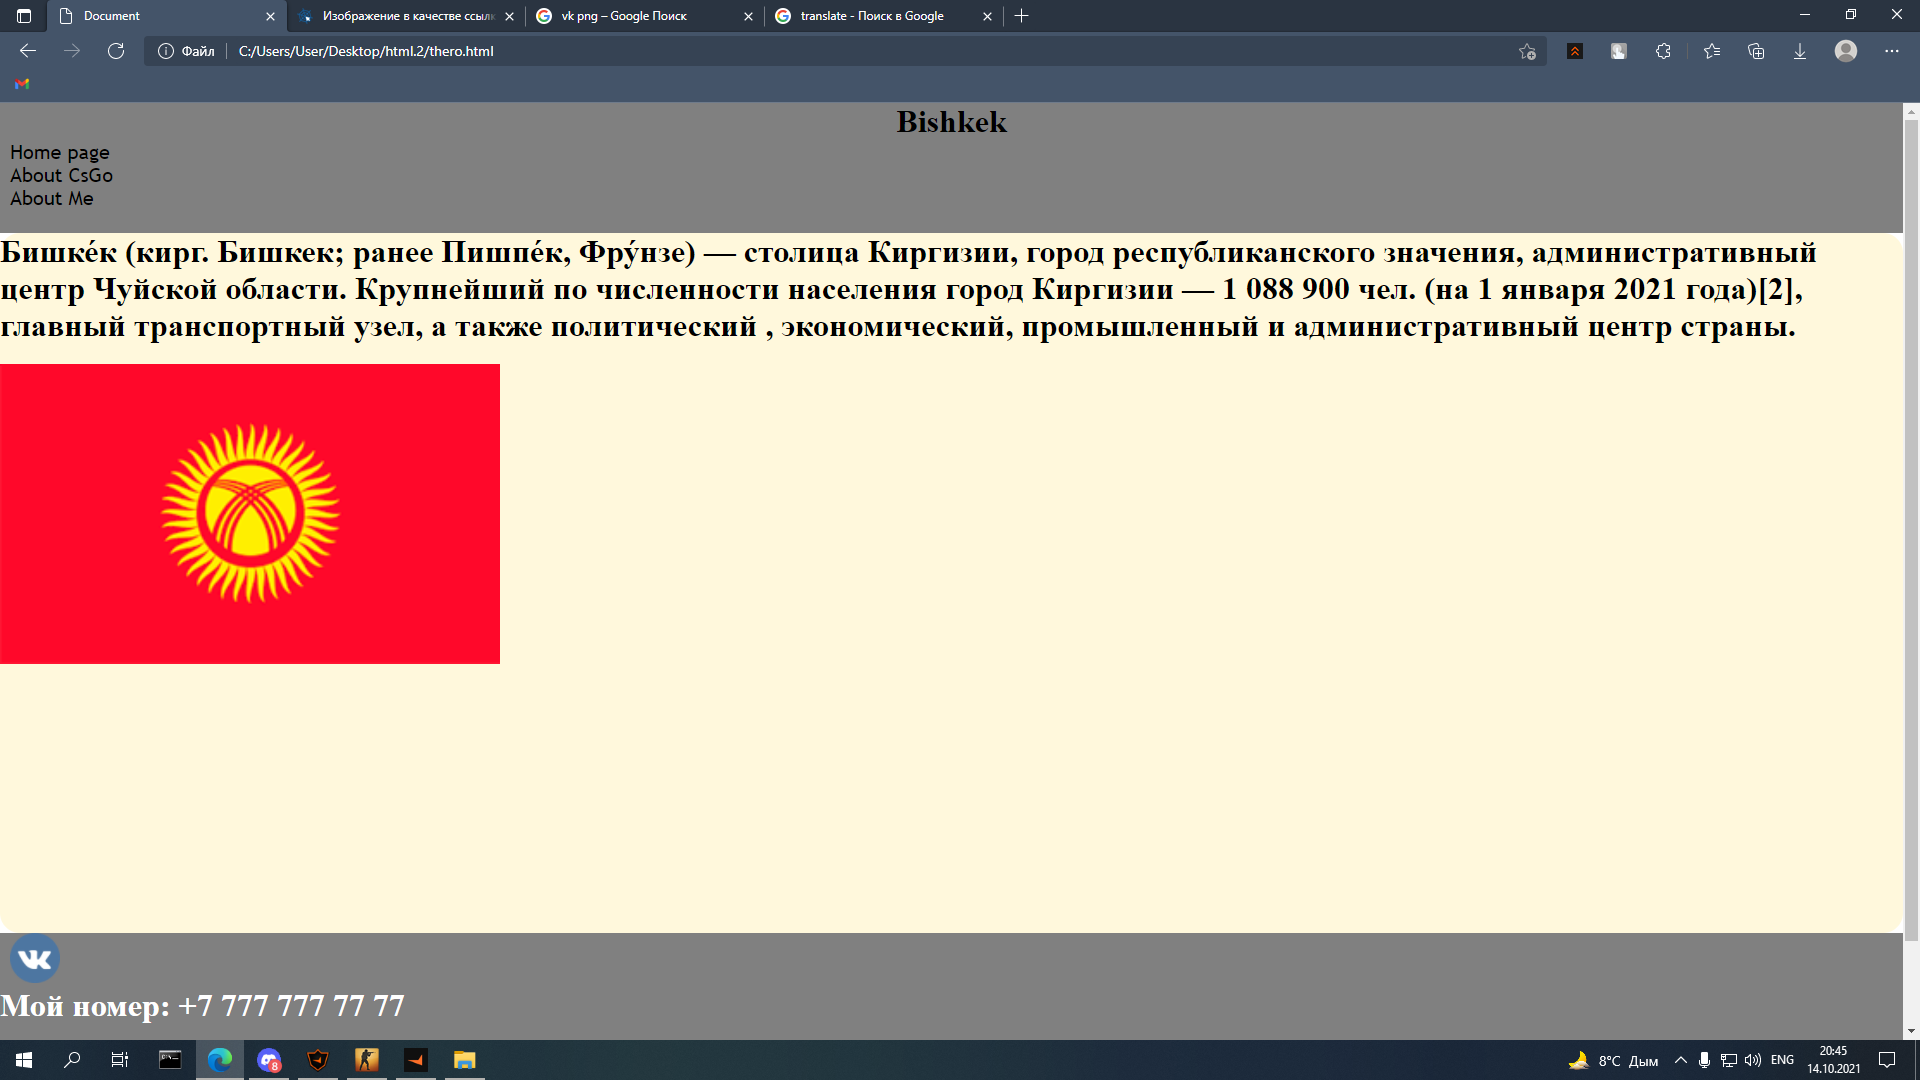 Document
Изображение в качестве ссыл
vk png – Google Поиск
translate - Поиск в Google
Файл
C:/Users/User/Desktop/html.2/thero.html
Bishkek
Home page
About CsGo
About Me
Бишке́к (кирг. Бишкек; ранее Пишпе́к, Фру́нзе) — столица Киргизии, город республиканского значения, административный
центр Чуйской области. Крупнейший по численности населения город Киргизии — 1 088 900 чел. (на 1 января 2021 года)[2],
главный транспортный узел, а также политический , экономический, промышленный и административный центр страны.
Мой номер: +7 777 777 77 77
8
8°C Дым
ENG
20:45
14.10.2021